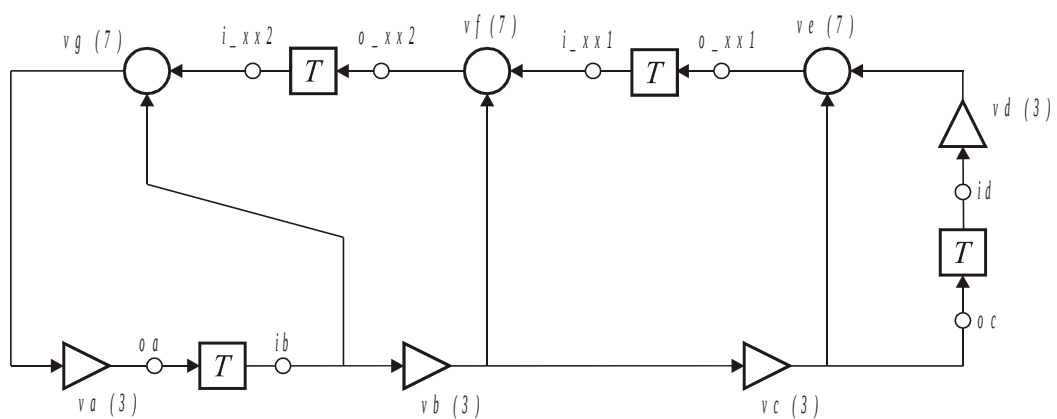 vg (7)
i_xx2
T
o_xx2
vf (7)
i_xx1
T
o_xx1
ve (7)
vd (3)
id
T
oc
va (3)
oa
T
ib
vb (3)
vc (3)